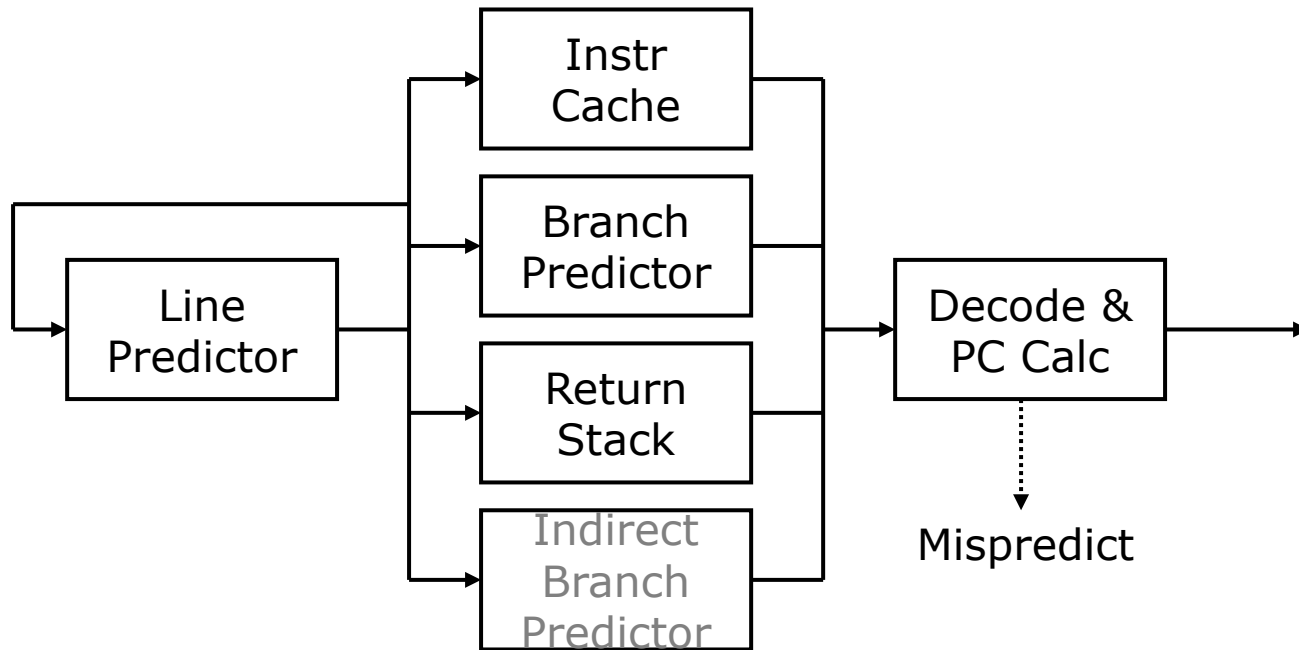 Instr
Cache
Branch
Predictor
Line
Predictor
Decode &
PC Calc
Return
Stack
Indirect
Branch
Predictor
Mispredict